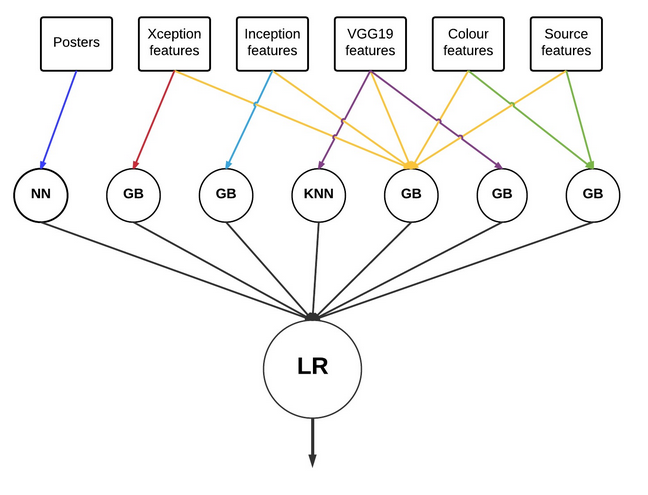 Posters
Xception
features
Inception
features
VGG19
features
Colour
features
Source
features
NN
GB
GB
KNN
GB
GB
GB
LR